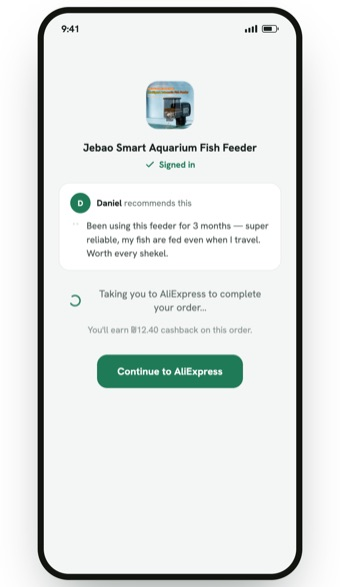 9:41
Jebao Smart Aquarium Fish Feeder
✓ Signed in
D Daniel recommends this
Been using this feeder for 3 months — super
reliable, my fish are fed even when I travel.
Worth every shekel.
Taking you to AliExpress to complete
your order...
You'll earn ₪12.40 cashback on this order.
Continue to AliExpress